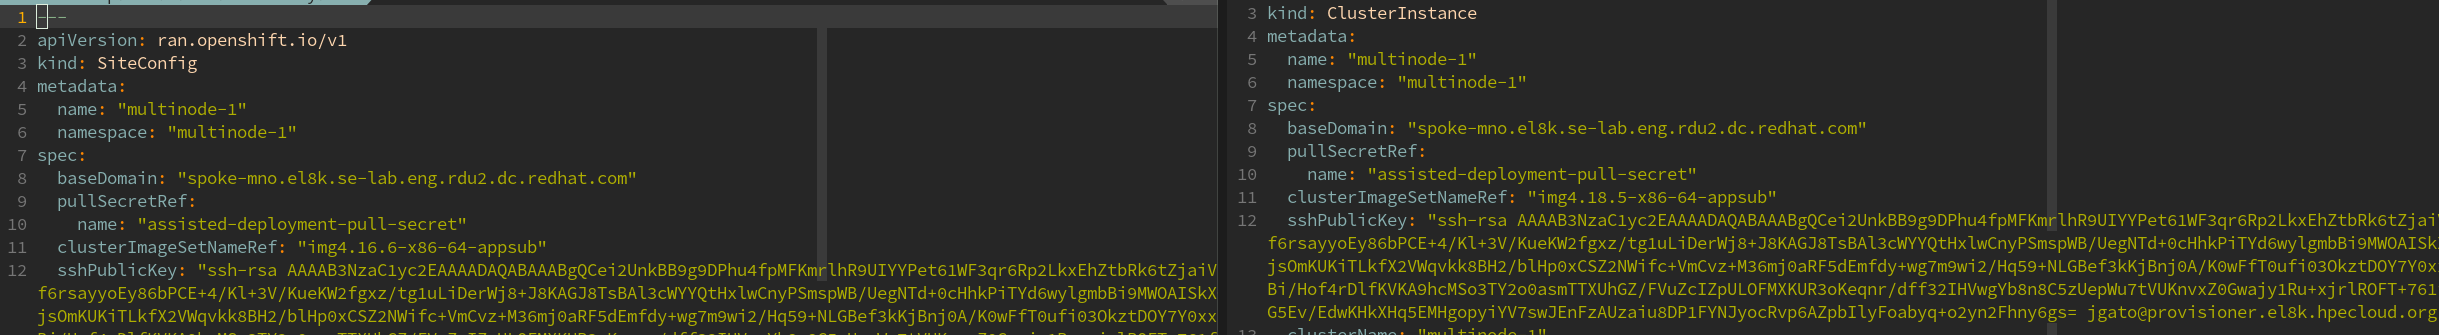 1 ---
2 apiVersion: ran.openshift.io/v1
3 kind: SiteConfig
4 metadata:
5 name: "multinode-1"
6 namespace: "multinode-1"
7 spec:
8 baseDomain: "spoke-mno.el8k.se-lab.eng.rdu2.dc.redhat.com"
9 pullSecretRef:
10 name: "assisted-deployment-pull-secret"
11 clusterImageSetNameRef: "img4.16.6-x86-64-appsub"
12 sshPublicKey: "ssh-rsa AAAAB3NzaC1yc2EAAAADAQABAAABgQCei2UnkBB9g9DPhu4fpMFKmrlhR9UIYYPet61WF3qr6Rp2LkxEhZtbRk6tZjaiV
f6rsayyoEy86bPCE+4/Kl+3V/KueKW2fgxz/tg1uLiDerWj8+J8KAGJ8TsBAl3cWYYQtHxlwCnyPSmspWB/UegNTd+0cHhkPiTYd6wylgmbBi9MWOAISkX
jsOmKUKiTLkfX2VWqvkk8BH2/blHp0xCSZ2NWifc+VmCvz+M36mj0aRF5dEmfdy+wg7m9wi2/Hq59+NLGBef3kKjBnj0A/K0wFfT0ufi03OkztDOY7Y0xx
3 kind: ClusterInstance
4 metadata:
5 name: "multinode-1"
6 namespace: "multinode-1"
7 spec:
8 baseDomain: "spoke-mno.el8k.se-lab.eng.rdu2.dc.redhat.com"
9 pullSecretRef:
10 name: "assisted-deployment-pull-secret"
11 clusterImageSetNameRef: "img4.18.5-x86-64-appsub"
12 sshPublicKey: "ssh-rsa AAAAB3NzaC1yc2EAAAADAQABAAABgQCei2UnkBB9g9DPhu4fpMFKmrlhR9UIYYPet61WF3qr6Rp2LkxEhZtbRk6tZjai
f6rsayyoEy86bPCE+4/Kl+3V/KueKW2fgxz/tg1uLiDerWj8+J8KAGJ8TsBAl3cWYYQtHxlwCnyPSmspWB/UegNTd+0cHhkPiTYd6wylgmbBi9MWOAISk
jsOmKUKiTLkfX2VWqvkk8BH2/blHp0xCSZ2NWifc+VmCvz+M36mj0aRF5dEmfdy+wg7m9wi2/Hq59+NLGBef3kKjBnj0A/K0wFfT0ufi03OkztDOY7Y0x
Bi/Hof4rDlfKVKA9hcMSo3TY2o0asmTTXUhGZ/FVuZcIZpULOFMXKUR3oKeqnr/dff32IHVwgYb8n8C5zUepWu7tVUKnvxZ0Gwajy1Ru+xjrlROFT+761
G5Ev/EdwKHkXHq5EMHgopyiYV7swJEnFzAUzaiu8DP1FYNJyocRvp6AZpbIlyFoabyq+o2yn2Fhny6gs= jgato@provisioner.el8k.hpecloud.org
13 clusterName: "multinode-1"